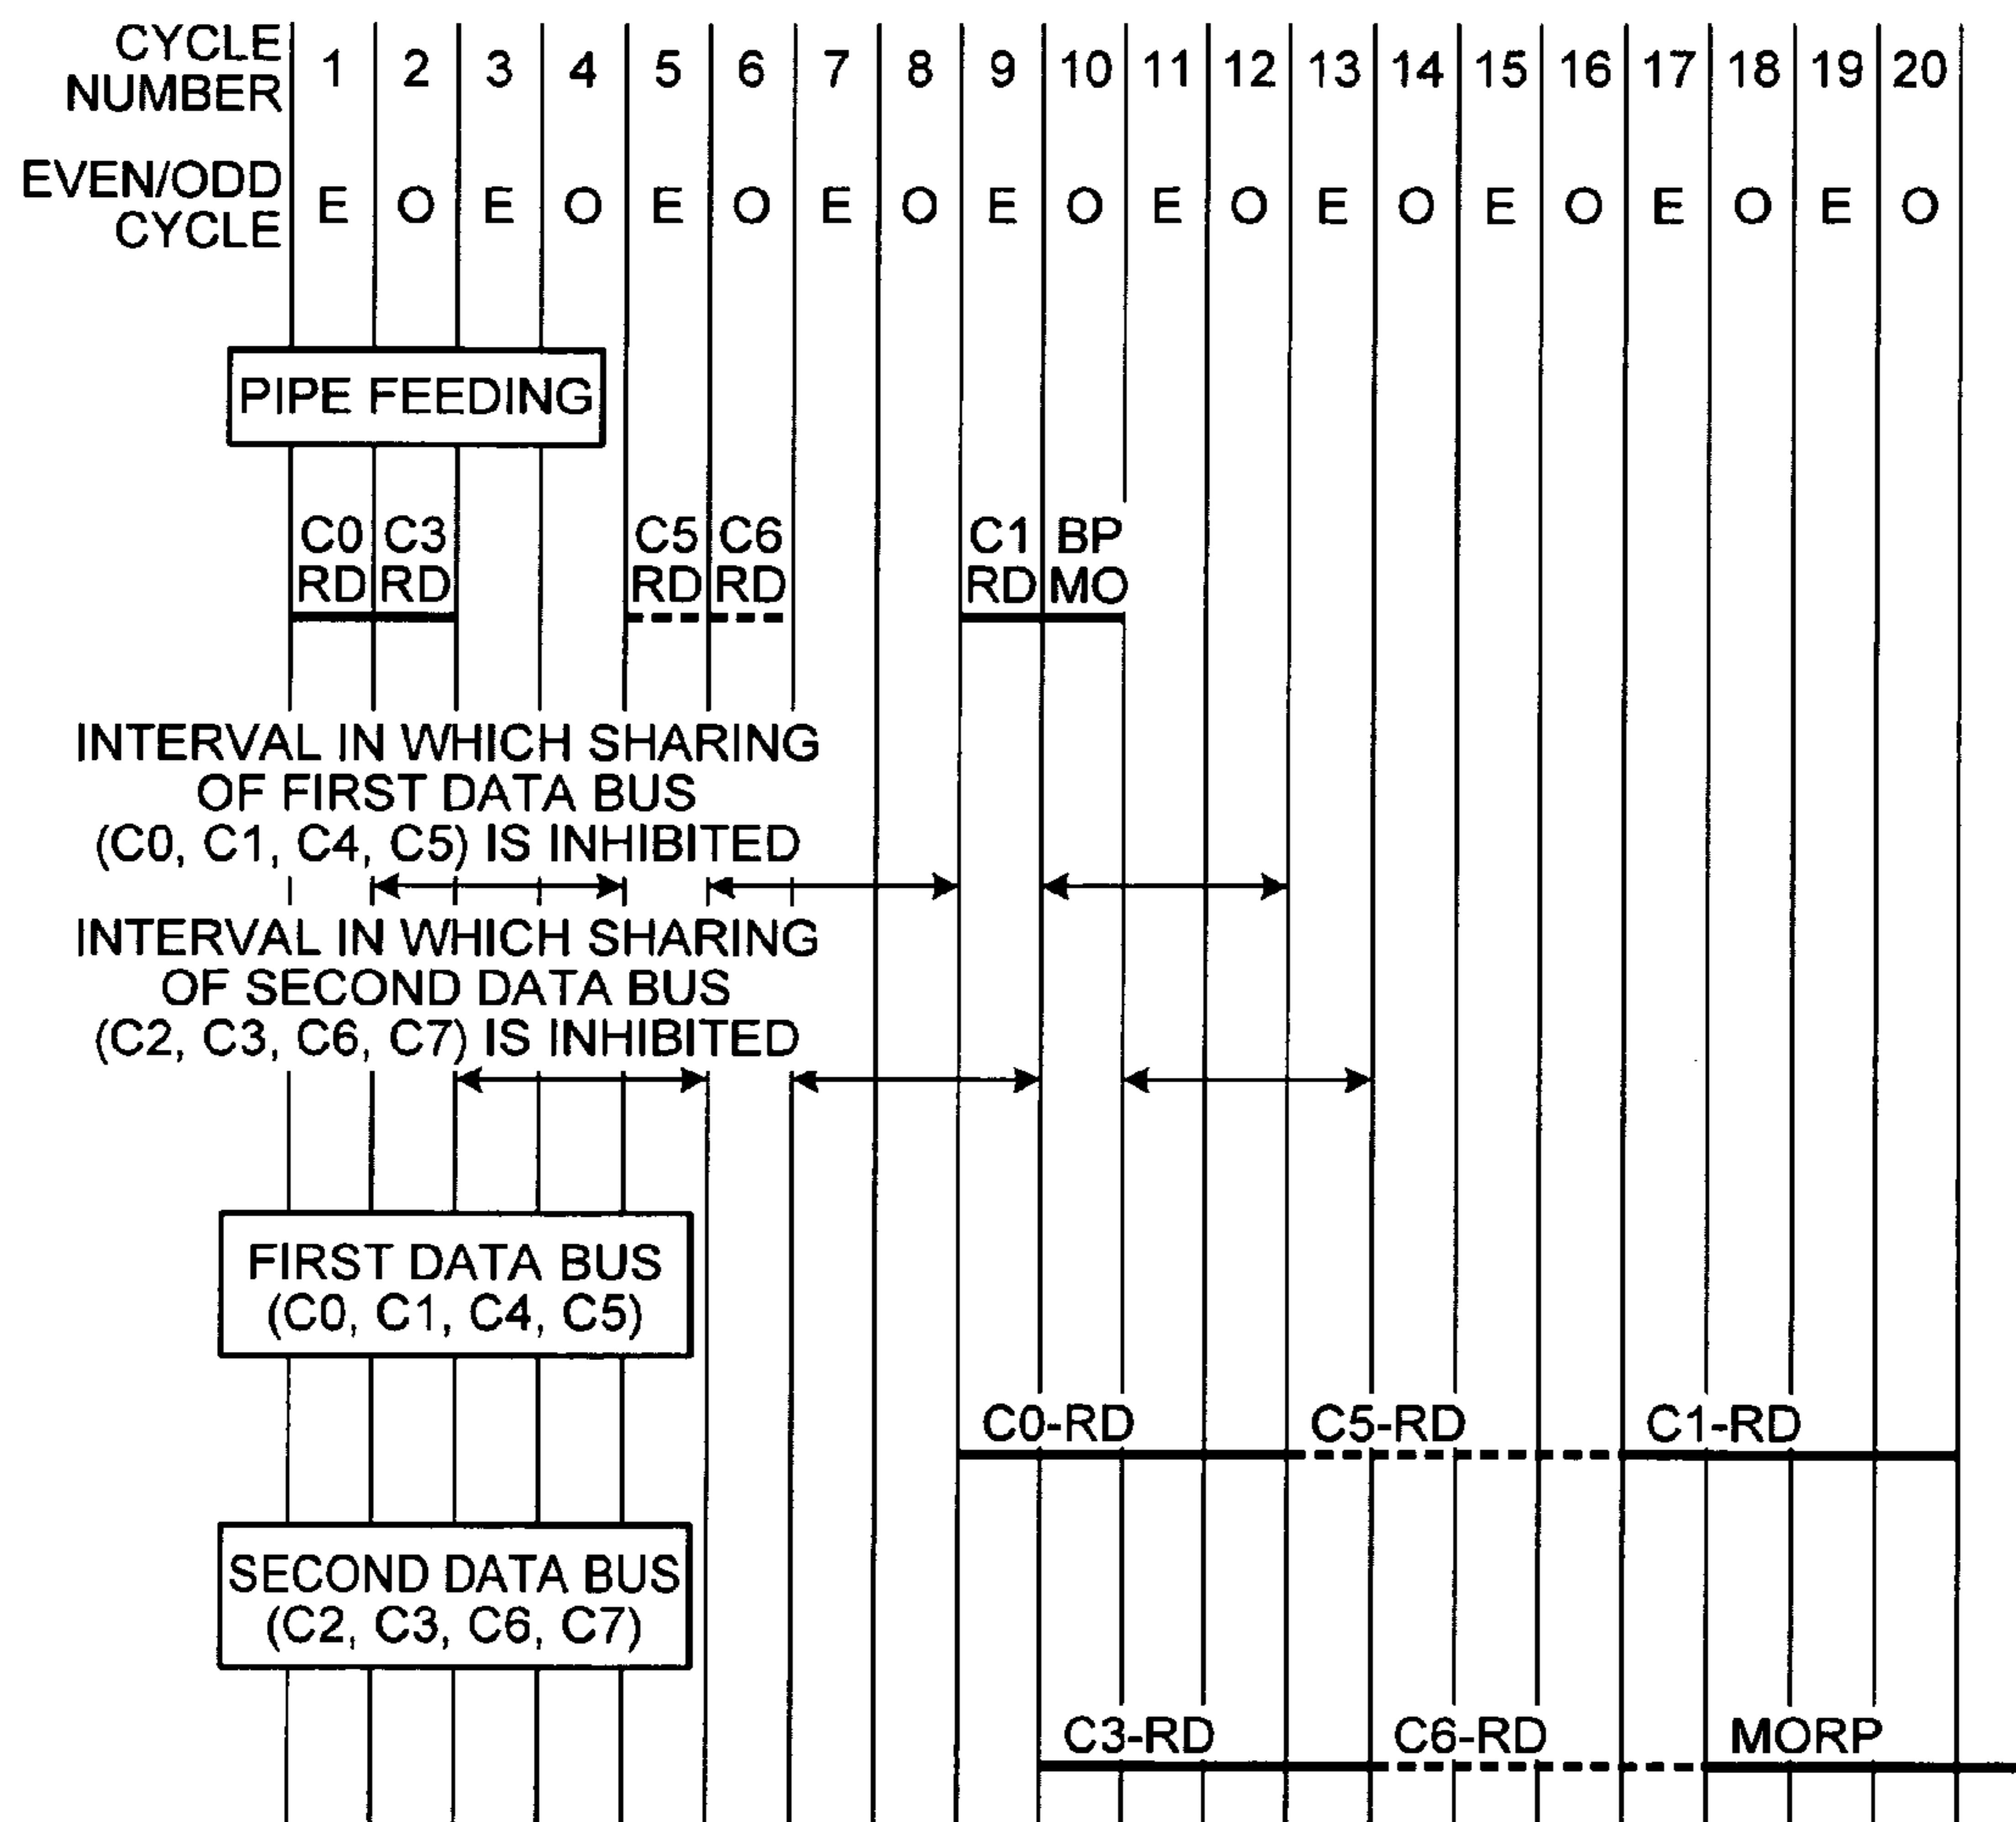 CYCLE
NUMBER
1 2 3 4 5 6 7 8 9 10 11 12 13 14 15 16 17 18 19 20
EVEN/ODD
CYCLE
E O E O E O E O E O E O E O E O E O E O
PIPE FEEDING
C0 C3 C5 C6 C1 BP
RD RD RD RD RD MO
INTERVAL IN WHICH SHARING
OF FIRST DATA BUS
(C0, C1, C4, C5) IS INHIBITED
INTERVAL IN WHICH SHARING
OF SECOND DATA BUS
(C2, C3, C6, C7) IS INHIBITED
FIRST DATA BUS
(C0, C1, C4, C5)
C0-RD C5-RD C1-RD
SECOND DATA BUS
(C2, C3, C6, C7)
C3-RD C6-RD MORP